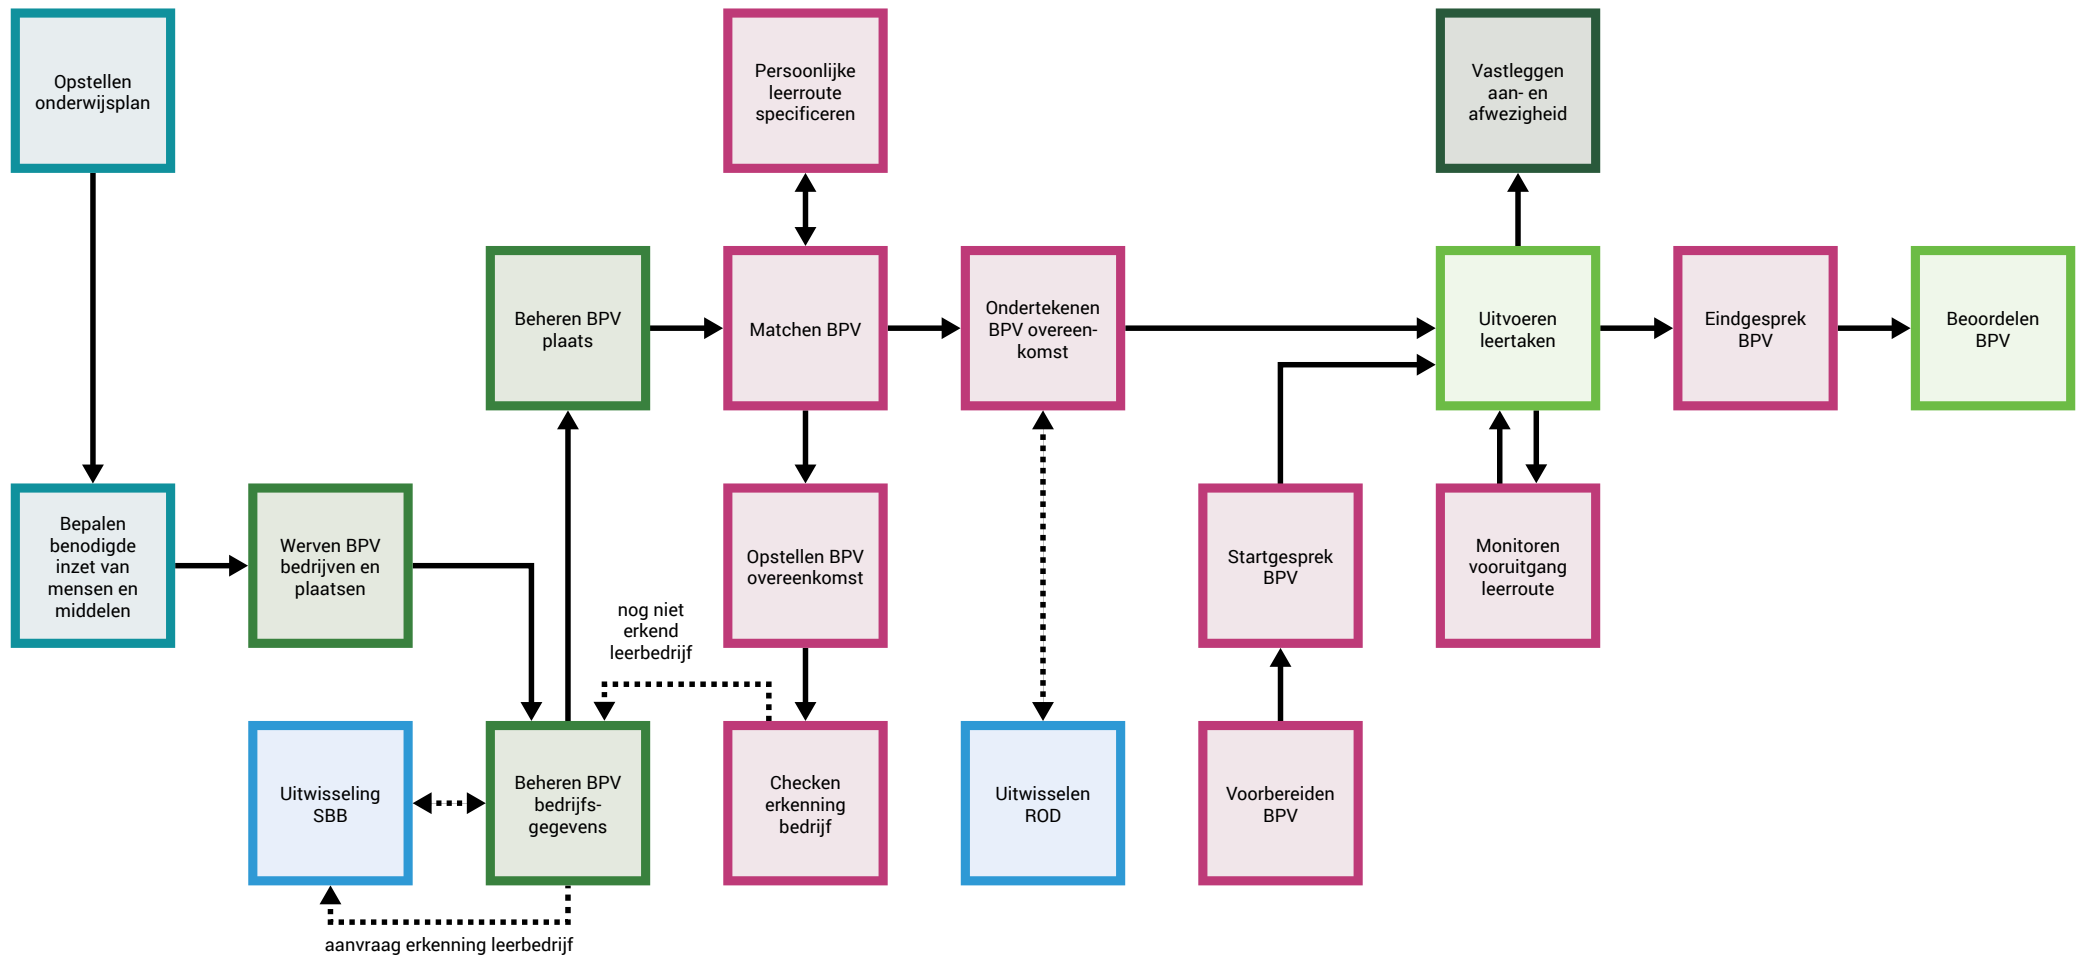 Opstellen
onderwijsplan
Persoonlijke
leerroute
specificeren
Vastleggen
aan- en
afwezigheid
Beheren BPV
plaats
Matchen BPV
Ondertekenen
BPV overeen-
komst
Uitvoeren
leertaken
Eindgesprek
BPV
Beoordelen
BPV
Bepalen
benodigde
inzet van
mensen en
middelen
Werven BPV
bedrijven en
plaatsen
Opstellen BPV
overeenkomst
Startgesprek
BPV
Monitoren
vooruitgang
leerroute
nog niet
erkend
leerbedrijf
Uitwisseling
SBB
Beheren BPV
bedrijfs-
gegevens
Checken
erkenning
bedrijf
Uitwisselen
ROD
Voorbereiden
BPV
aanvraag erkenning leerbedrijf